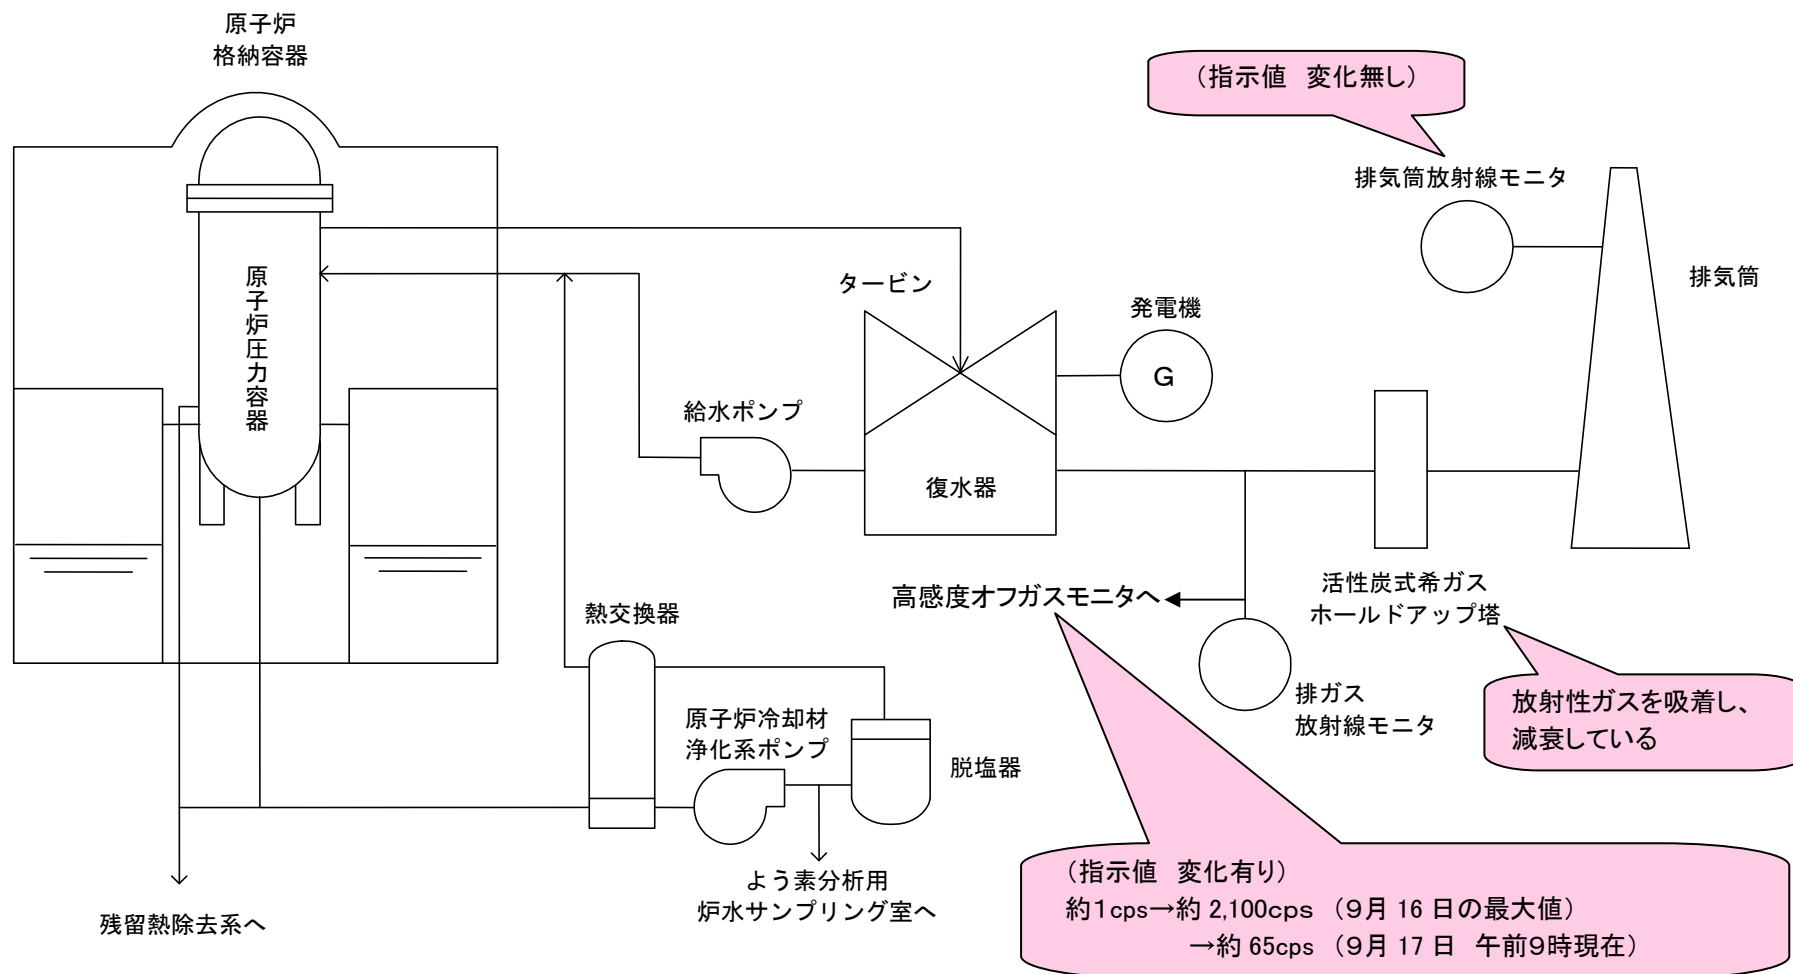 原子炉
格納容器
（指示値　変化無し）
排気筒放射線モニタ
排気筒
原子炉圧力容器
タービン
発電機
G
給水ポンプ
復水器
高感度オフガスモニタへ
活性炭式希ガス
ホールドアップ塔
熱交換器
排ガス
放射線モニタ
放射性ガスを吸着し、
減衰している
原子炉冷却材
浄化系ポンプ
脱塩器
よう素分析用
炉水サンプリング室へ
残留熱除去系へ
（指示値　変化有り）
約１cps→約 2,100cps （９月 16 日の最大値）
→約 65cps （９月 17 日　午前９時現在）